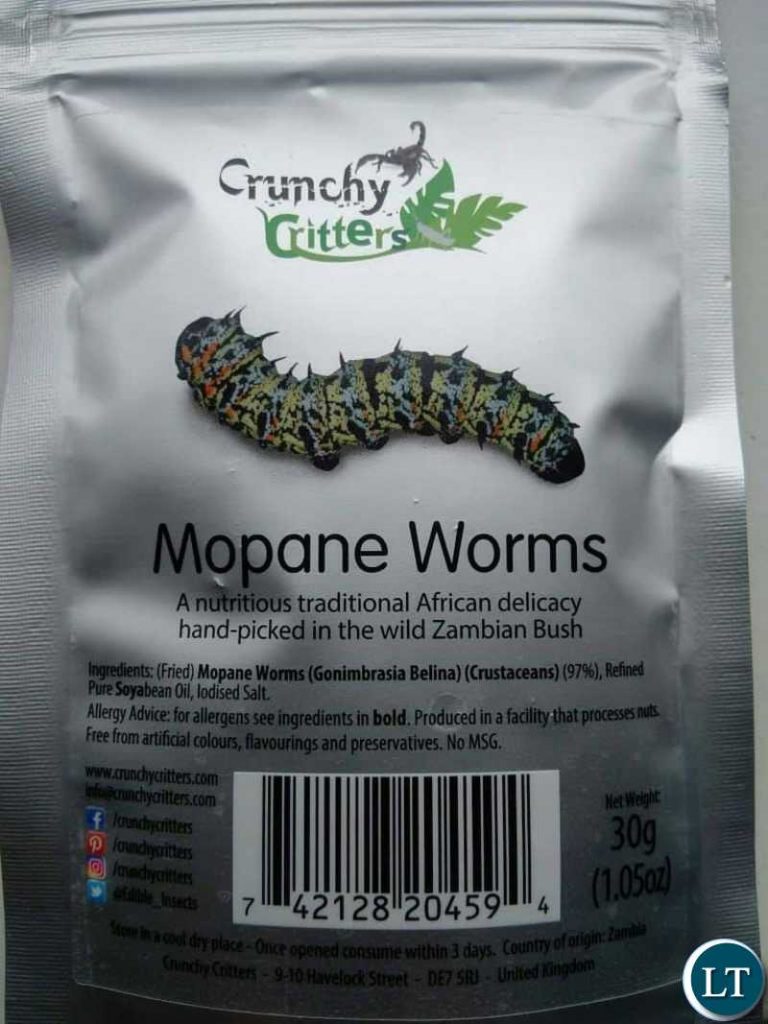 Crunchy
Critters
Mopane Worms
A nutritious traditional African delicacy
hand-picked in the wild Zambian Bush
Ingredients: (Fried) Mopane Worms (Gonimbrasia Belina) (Crustaceans) (97%), Refined
Pure Soyabean Oil, Iodised Salt.
Allergy Advice: for allergens see ingredients in bold. Produced in a facility that processes nuts.
Free from artificial colours, flavourings and preservatives. No MSG.
www.crunchycritters.com
info@crunchycritters.com
/crunchycritters
/crunchycritters
/crunchycritters
@Edible_Insects
Net Weight:
30g
(1.05oz)
7 42128 20459 4
Store in a cool dry place - Once opened consume within 3 days. Country of origin: Zambia
Crunchy Critters - 9-10 Havelock Street - DE7 5RJ - United Kingdom
LT